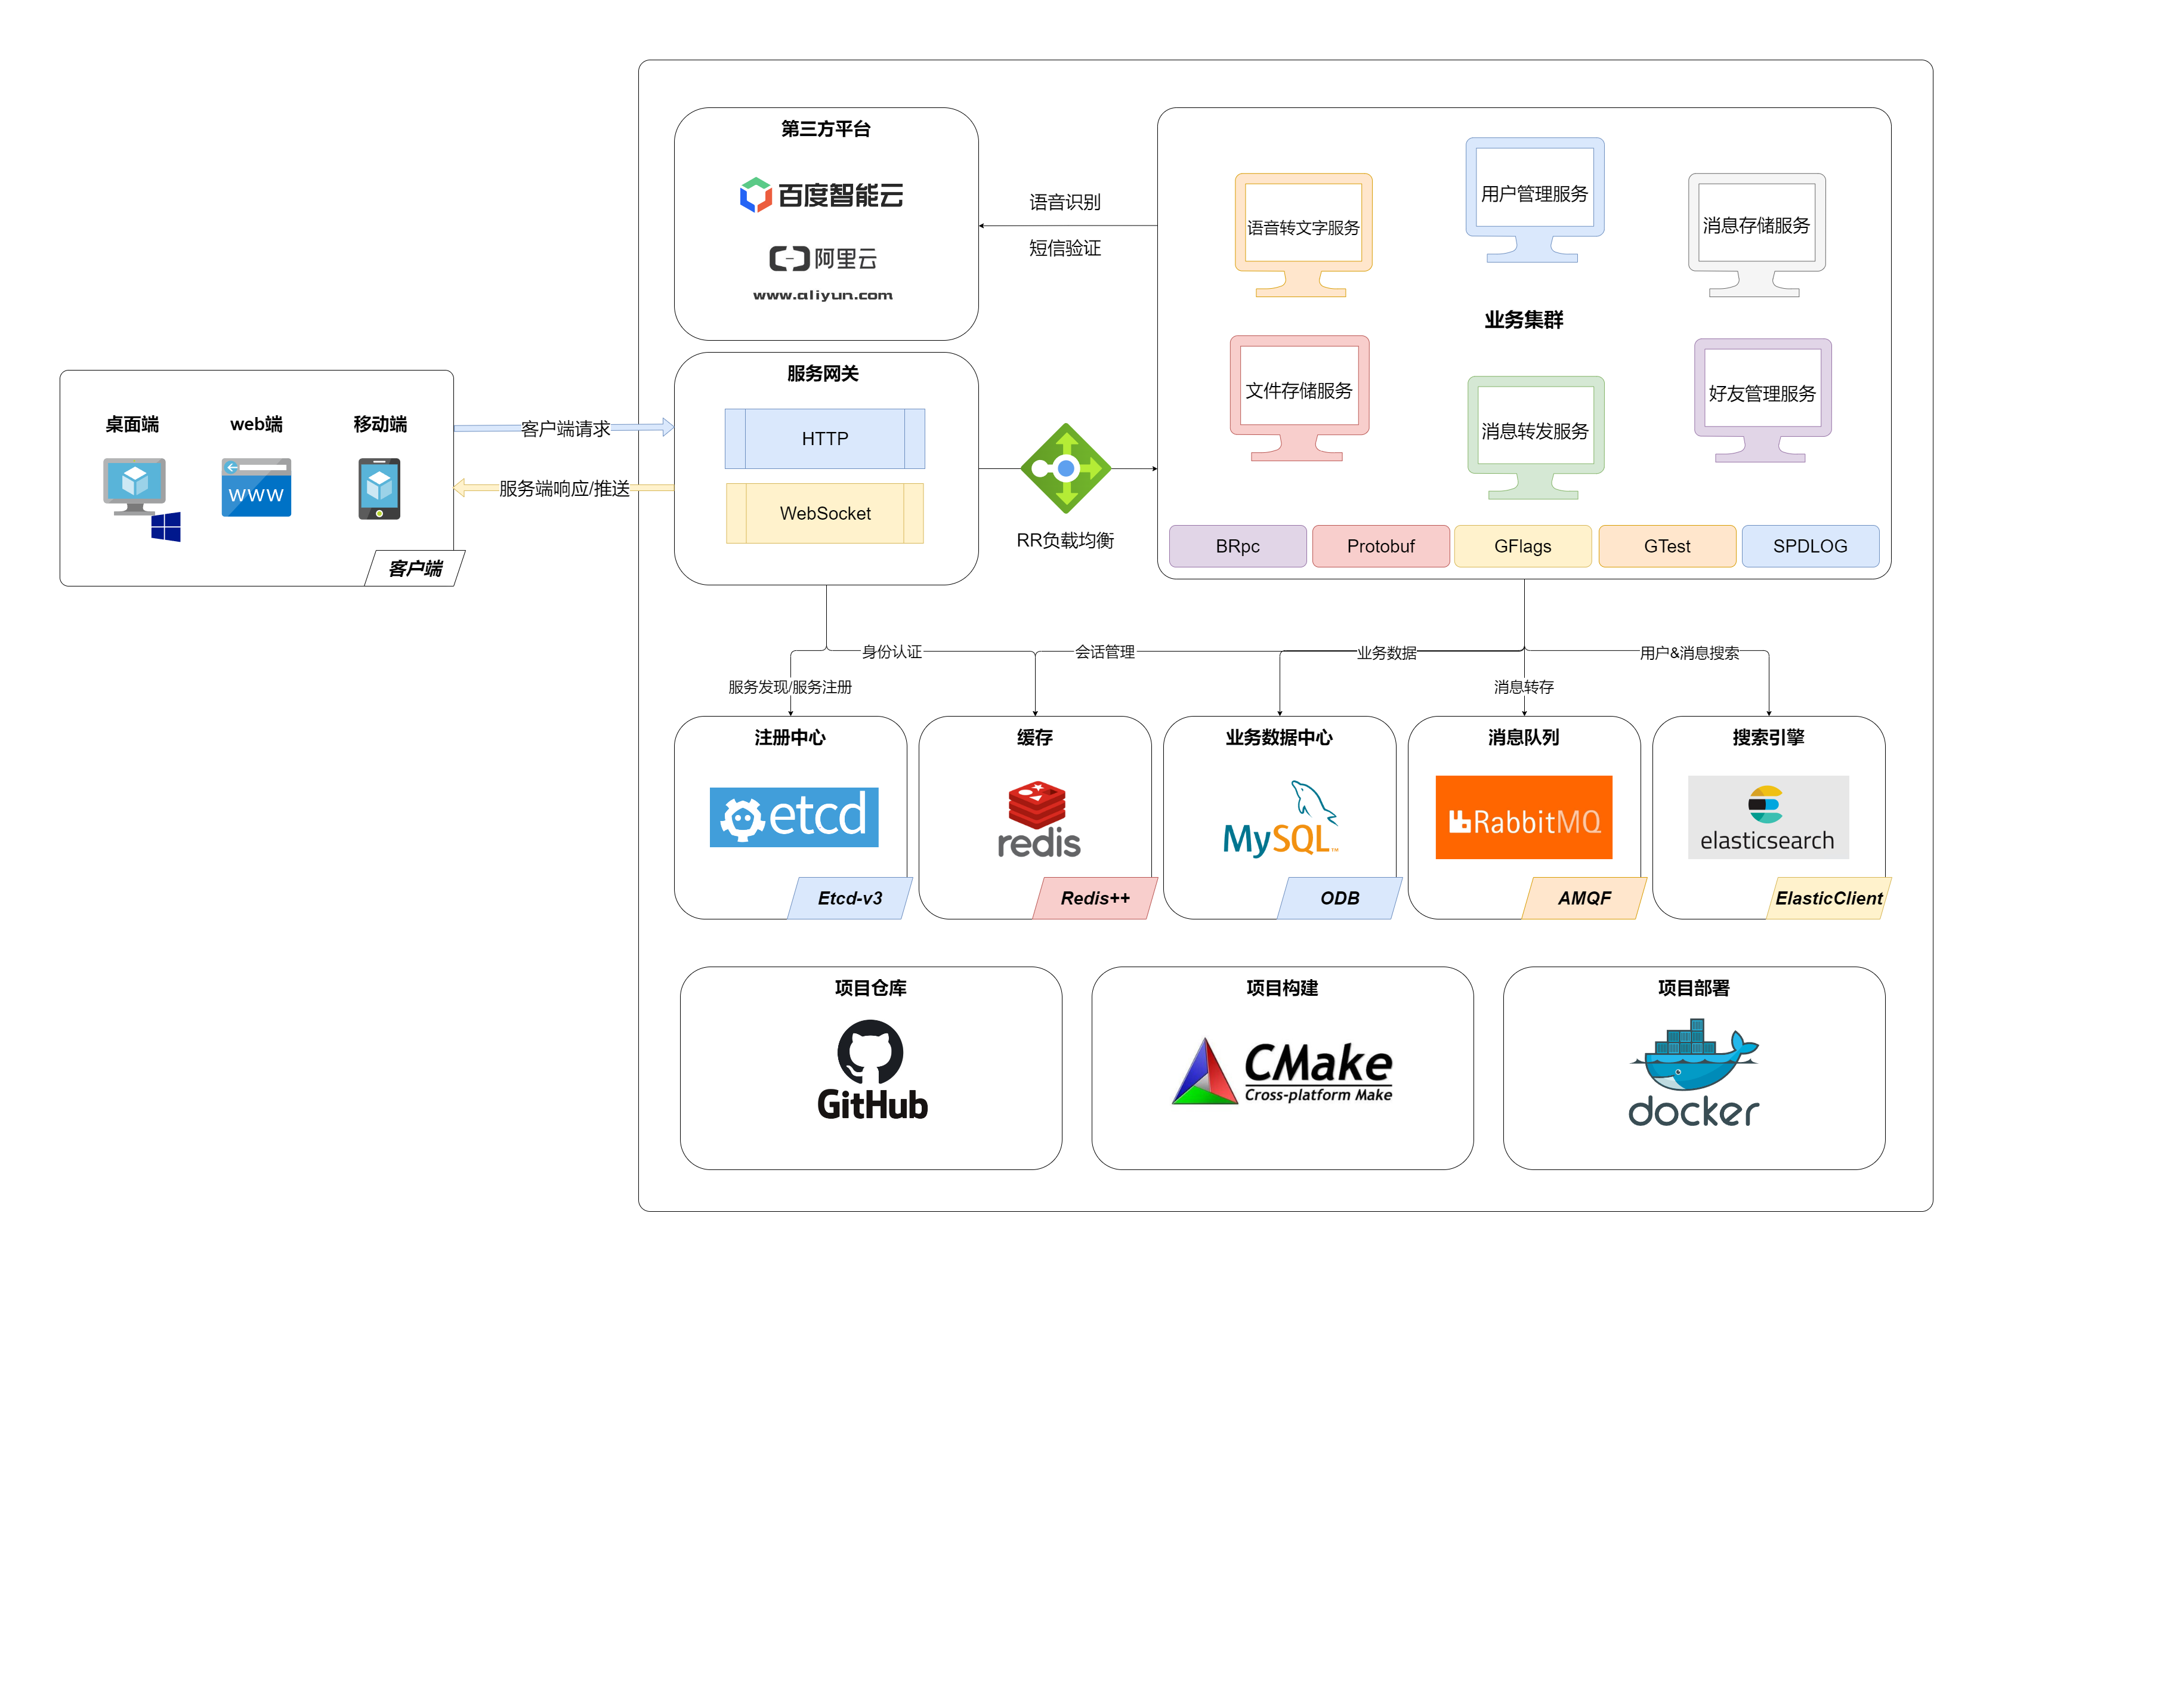 桌面端
web端
移动端
www
客户端
客户端请求
服务端响应/推送
第三方平台
百度智能云
阿里云
www.aliyun.com
语音识别
短信验证
服务网关
HTTP
WebSocket
RR负载均衡
语音转文字服务
用户管理服务
消息存储服务
业务集群
文件存储服务
消息转发服务
好友管理服务
BRpc
Protobuf
GFlags
GTest
SPDLOG
身份认证
会话管理
业务数据
用户&消息搜索
服务发现/服务注册
消息转存
注册中心
etcd
Etcd-v3
缓存
redis
Redis++
业务数据中心
MySQL™
ODB
消息队列
RabbitMQ
AMQF
搜索引擎
elasticsearch
ElasticClient
项目仓库
GitHub
项目构建
CMake
Cross-platform Make
项目部署
docker